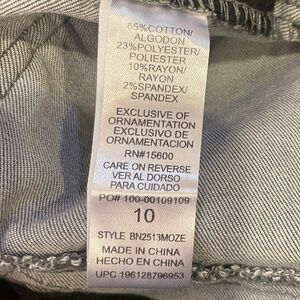 65%COTTON/
ALGODON
23%POLYESTER/
POLIESTER
10%RAYON/
RAYON
2%SPANDEX/
SPANDEX
EXCLUSIVE OF
ORNAMENTATION
EXCLUSIVO DE
ORNAMENTACION
RN#15600
CARE ON REVERSE
VER AL DORSO
PARA CUIDADO
PO# 100-00109109
10
STYLE BN2513MOZE
MADE IN CHINA
HECHO EN CHINA
UPC 196128796953